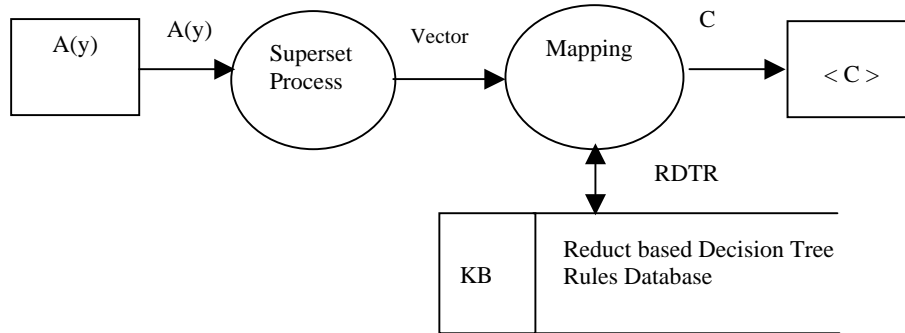 A(y)
A(y)
Superset
Process
Vector
Mapping
C
< C >
RDTR
KB
Reduct based Decision Tree
Rules Database